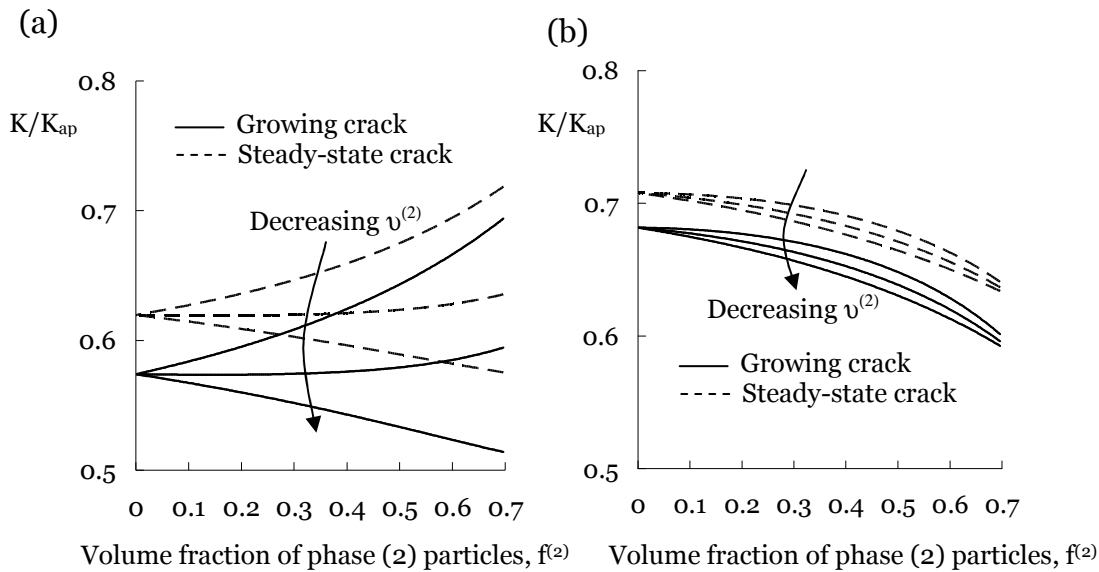 (a)
0.8
K/Kap
Growing crack
Steady-state crack
0.7
Decreasing υ(2)
0.6
0.5
0 0.1 0.2 0.3 0.4 0.5 0.6 0.7
Volume fraction of phase (2) particles, f(2)
(b)
0.8
K/Kap
0.7
Decreasing υ(2)
0.6
Growing crack
Steady-state crack
0.5
0 0.1 0.2 0.3 0.4 0.5 0.6 0.7
Volume fraction of phase (2) particles, f(2)